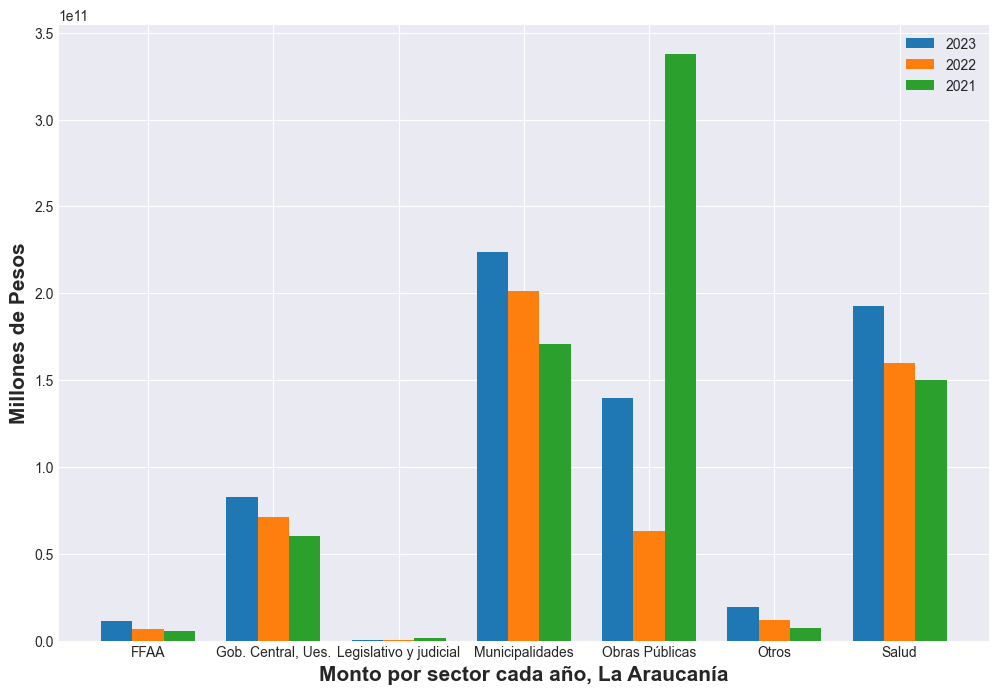 1e11
3.5
3.0
2.5
2.0
1.5
1.0
0.5
0.0
Millones de Pesos
2023
2022
2021
FFAA
Gob. Central, Ues.
Legislativo y judicial
Municipalidades
Obras Públicas
Otros
Salud
Monto por sector cada año, La Araucanía